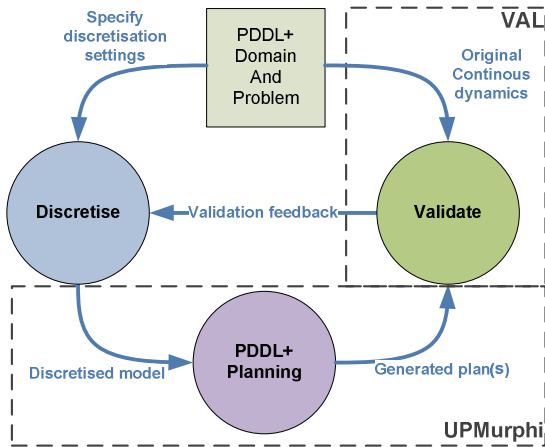 Specify
discretisation
settings
PDDL+
Domain
And
Problem
VAL
Original
Continous
dynamics
Discretise
Validation feedback
Validate
PDDL+
Planning
Discretised model
Generated plan(s)
UPMurphi